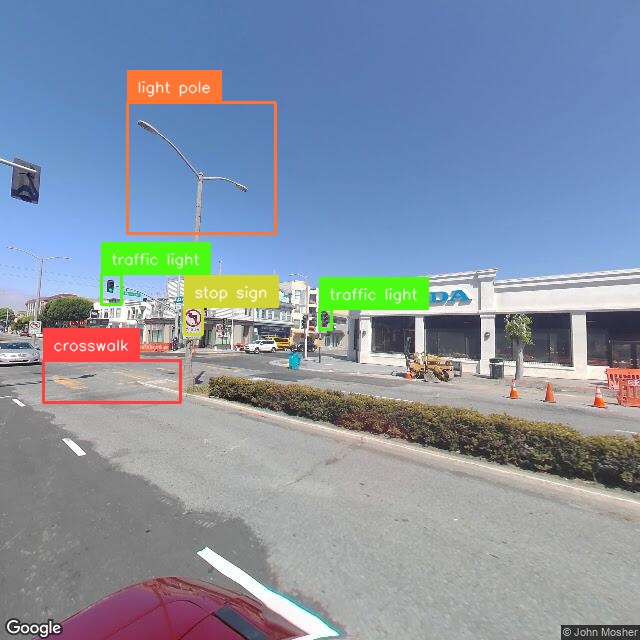 light pole
traffic light
stop sign
traffic light
DA
crosswalk
Google
© John Mosher